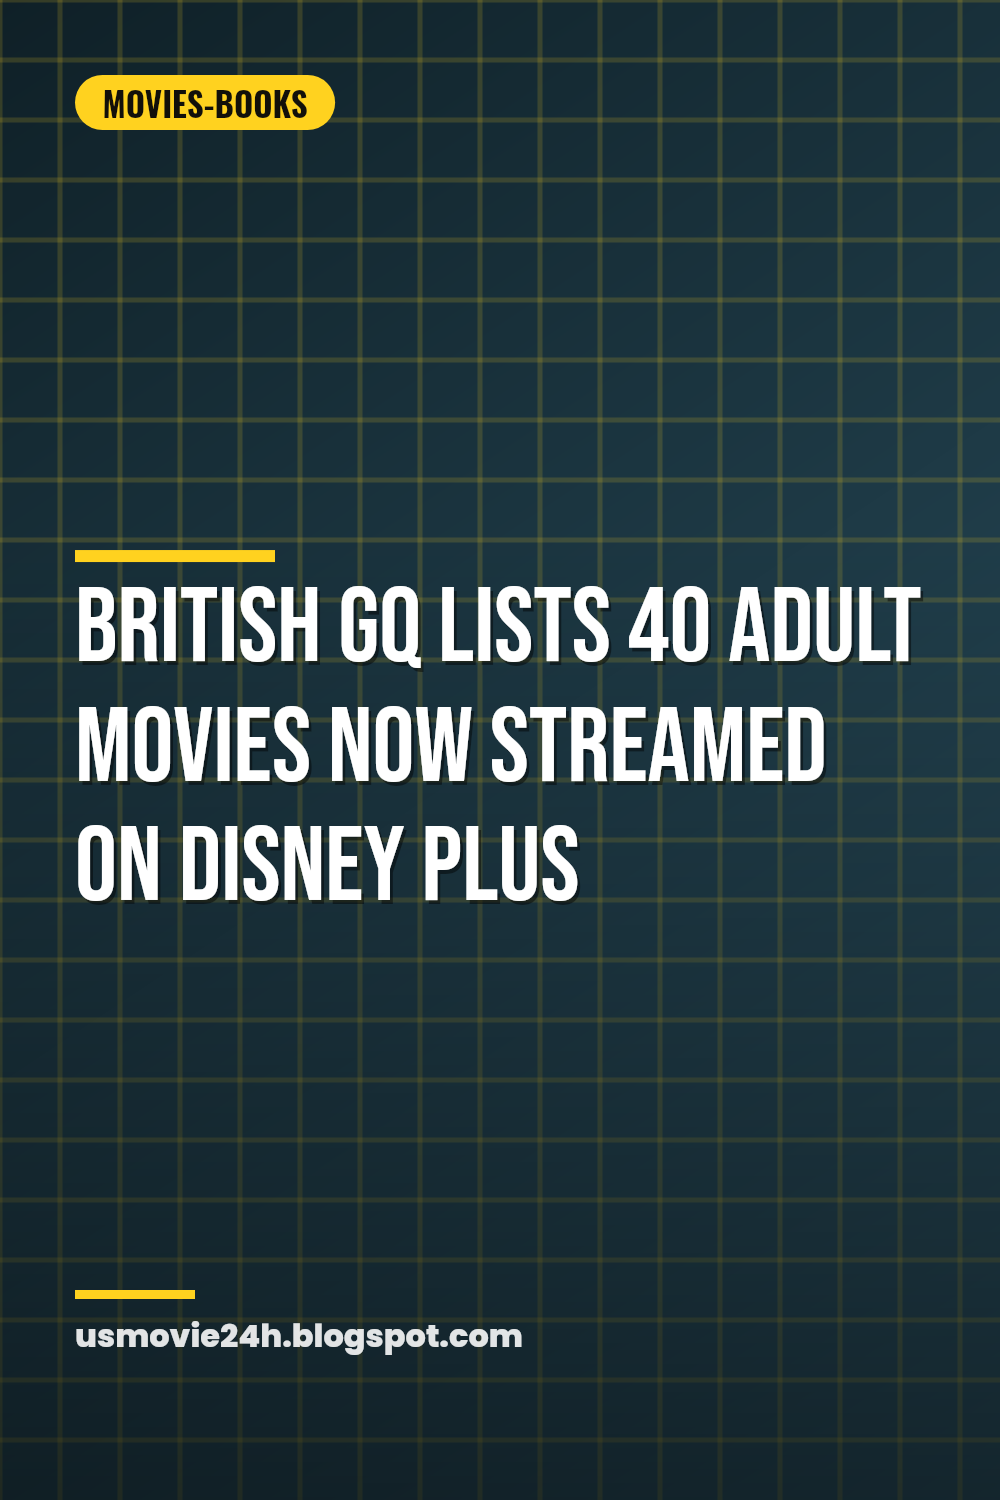 MOVIES-BOOKS
BRITISH GQ LISTS 40 ADULT
MOVIES NOW STREAMED
ON DISNEY PLUS
usmovie24h.blogspot.com